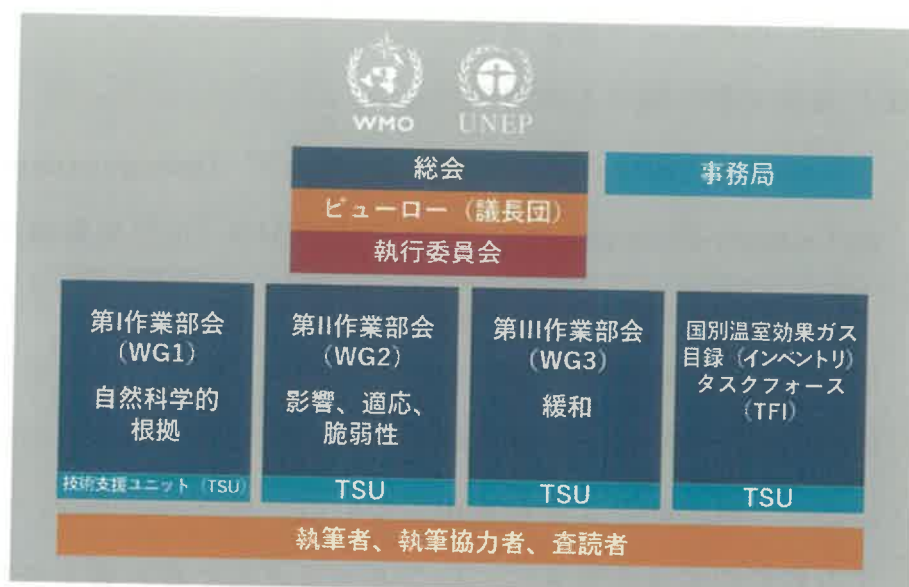 WMO
UNEP
総会
事務局
ビューロー（議長団）
執行委員会
第I作業部会
（WG1）
自然科学的
根拠
技術支援ユニット（TSU）
第II作業部会
（WG2）
影響、適応、
脆弱性
TSU
第III作業部会
（WG3）
緩和
TSU
国別温室効果ガス
目録（インベントリ）
タスクフォース
（TFI）
TSU
執筆者、執筆協力者、査読者